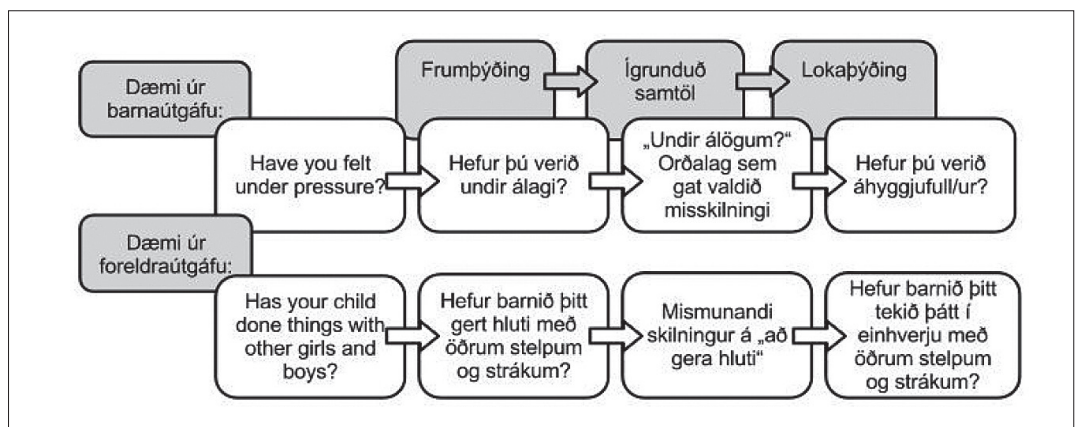 Frumþýðing
Ígrunduð
samtöl
Lokaþýðing
Dæmi úr
barnaútgáfu:
Have you felt
under pressure?
Hefur þú verið
undir álagi?
„Undir álögum?“
Orðalag sem
gat valdið
misskilningi
Hefur þú verið
áhyggjufull/ur?
Dæmi úr
foreldraútgáfu:
Has your child
done things with
other girls and
boys?
Hefur barnið þitt
gert hluti með
öðrum stelpum
og strákum?
Mismunandi
skilningur á „að
gera hluti“
Hefur barnið þitt
tekið þátt í
einhverju með
öðrum stelpum
og strákum?